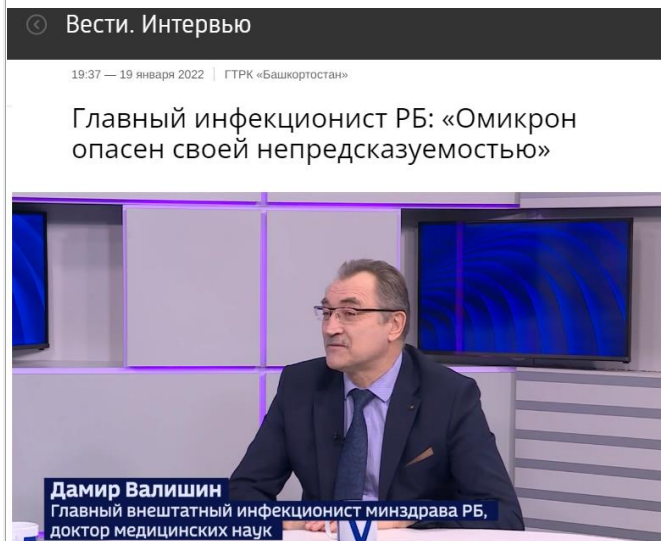 Вести. Интервью
19:37 — 19 января 2022 | ГТРК «Башкортостан»
Главный инфекционист РБ: «Омикрон
опасен своей непредсказуемостью»
Дамир Валишин
Главный внештатный инфекционист минздрава РБ,
доктор медицинских наук